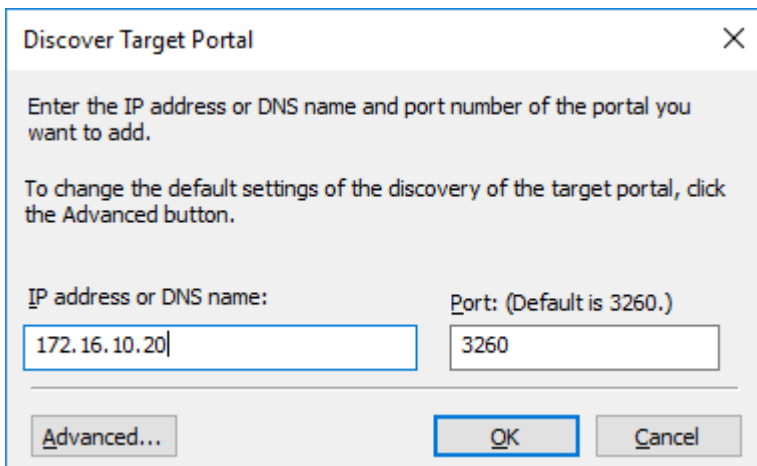 Discover Target Portal
Enter the IP address or DNS name and port number of the portal you
want to add.
To change the default settings of the discovery of the target portal, click
the Advanced button.
IP address or DNS name:
Port: (Default is 3260.)
172.16.10.20
3260
Advanced...
OK
Cancel